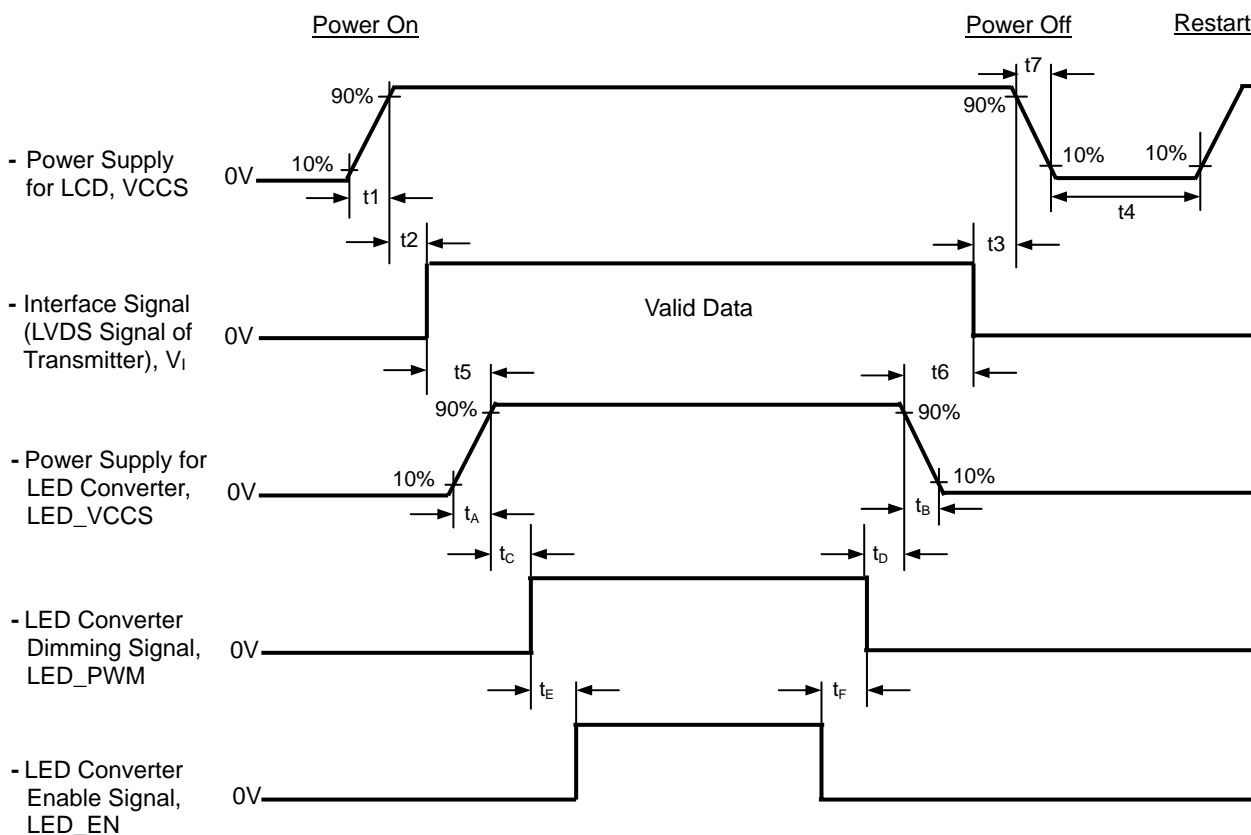 Power On
Power Off
Restart
t7
90%
90%
- Power Supply
for LCD, VCCS
0V
10%
10%
10%
t1
t4
t2
t3
- Interface Signal
(LVDS Signal of
Transmitter), VI
0V
Valid Data
t5
t6
90%
90%
- Power Supply for
LED Converter,
LED_VCCS
0V
10%
10%
tA
tB
tC
tD
- LED Converter
Dimming Signal,
LED_PWM
0V
tE
tF
- LED Converter
Enable Signal,
LED_EN
0V